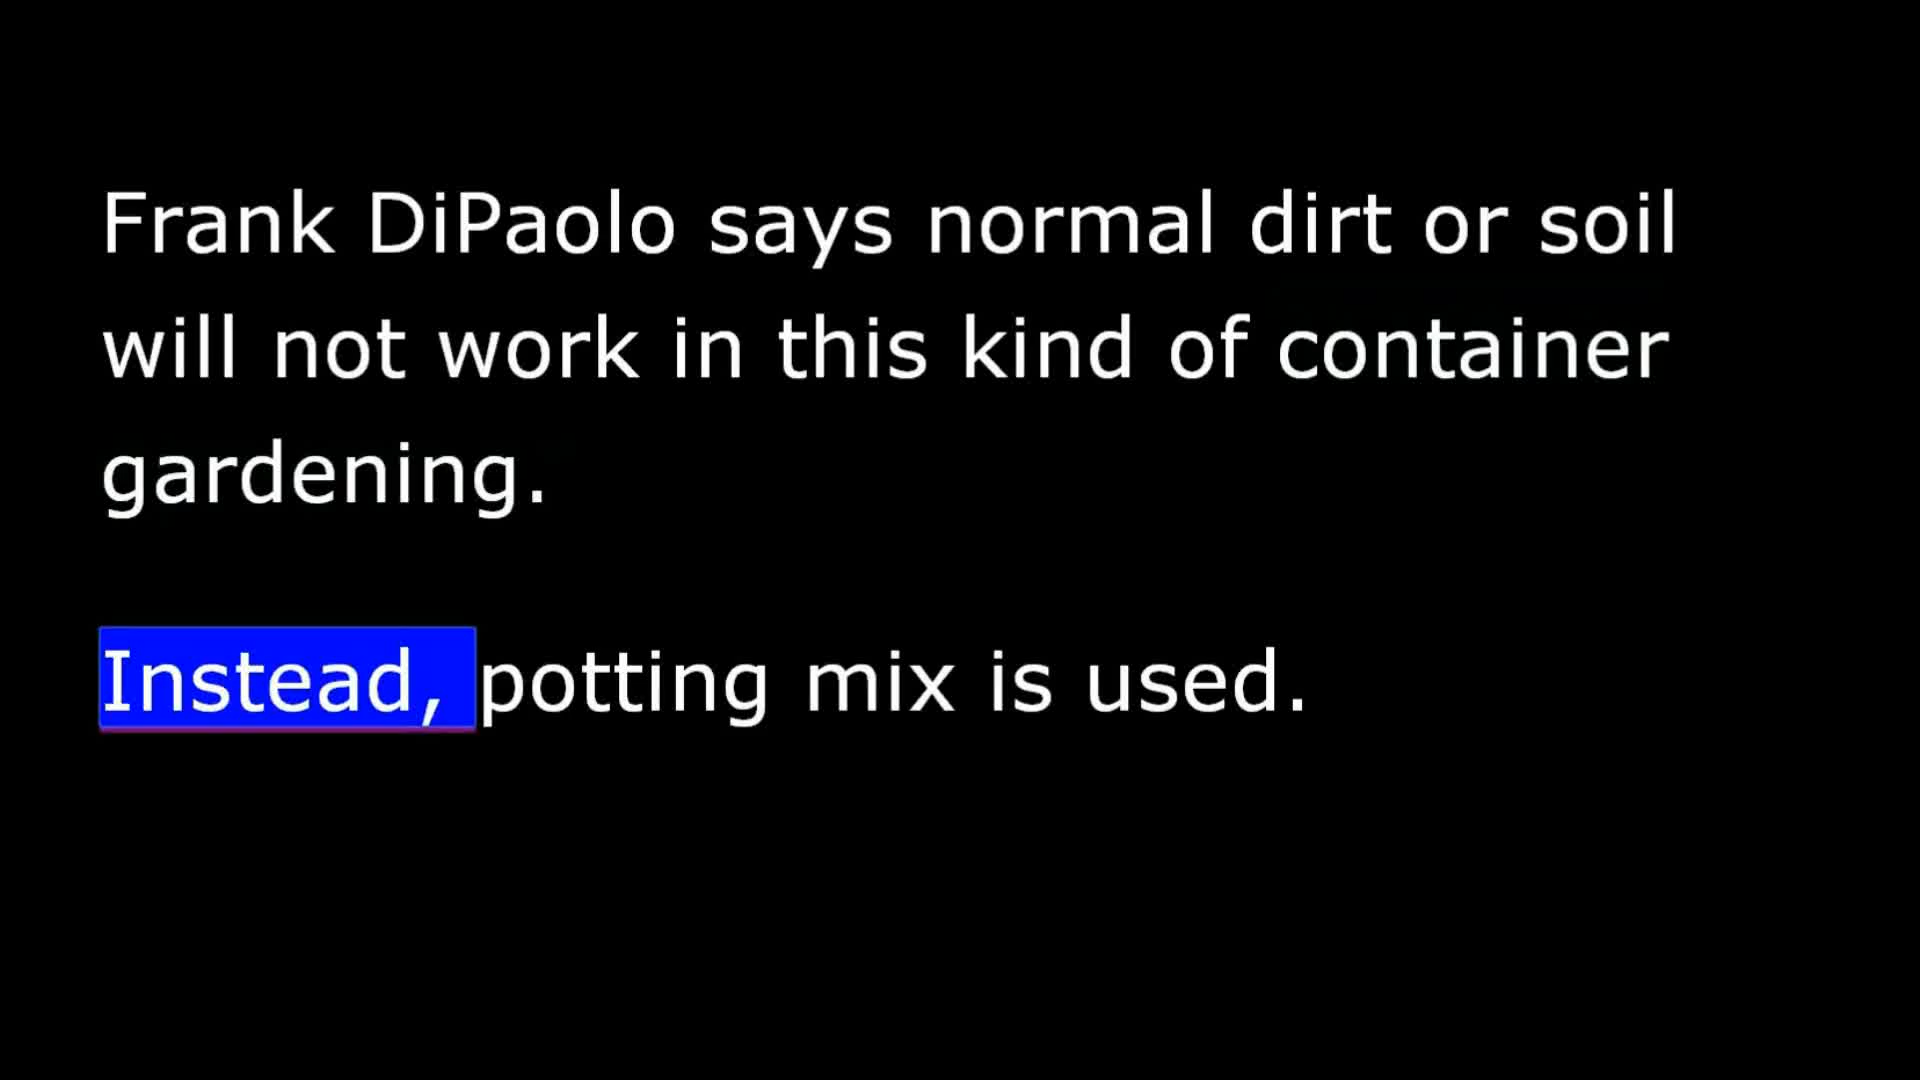 Frank DiPaolo says normal dirt or soil
will not work in this kind of container
gardening.
Instead, potting mix is used.